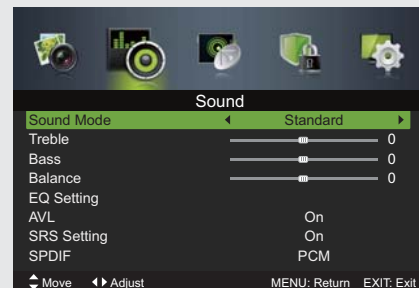 Sound
Sound Mode Standard
Treble 0
Bass 0
Balance 0
EQ Setting
AVL On
SRS Setting On
SPDIF PCM
Move Adjust MENU: Return EXIT: Exit